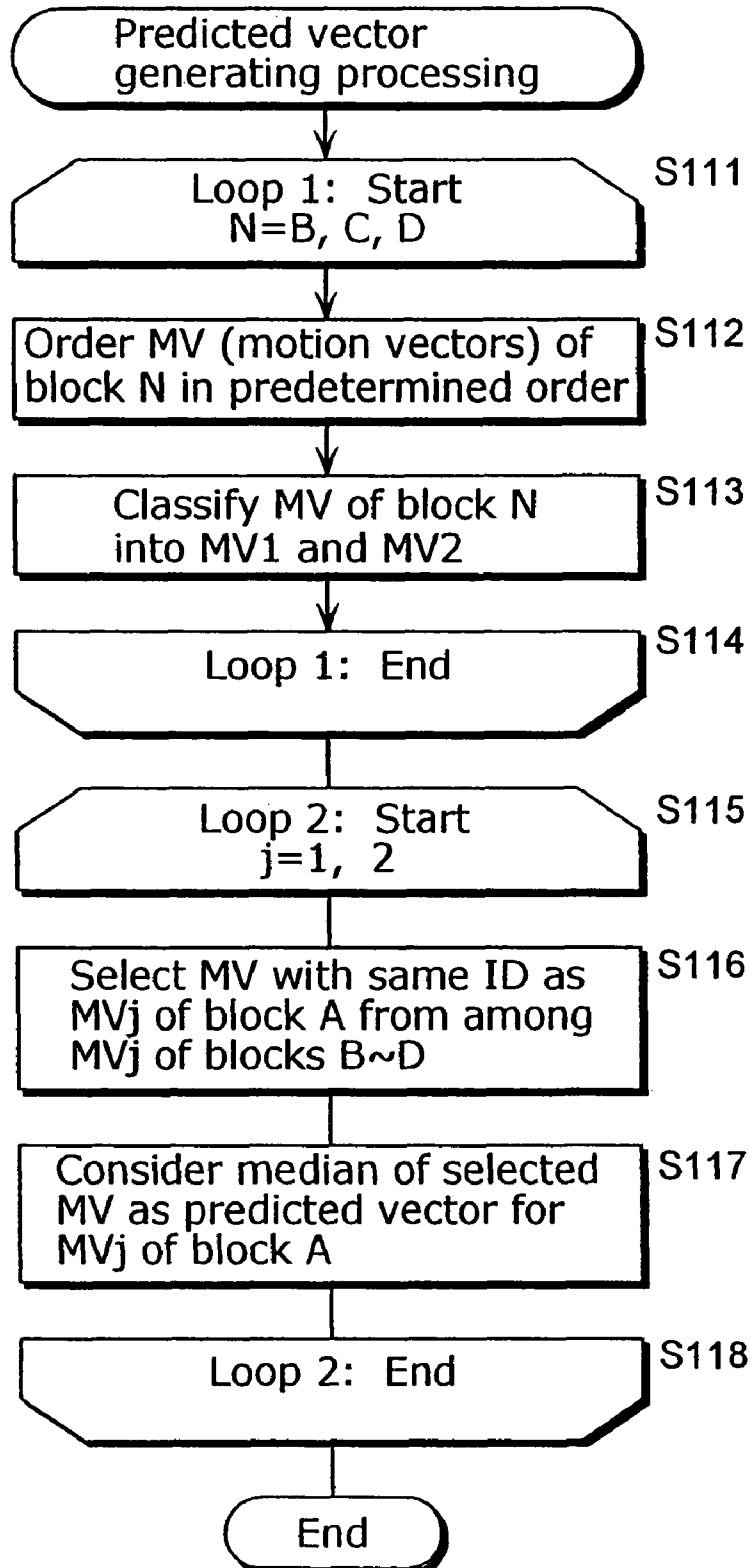 Predicted vector
generating processing
S111
Loop 1: Start
N=B, C, D
S112
Order MV (motion vectors) of
block N in predetermined order
S113
Classify MV of block N
into MV1 and MV2
S114
Loop 1: End
S115
Loop 2: Start
j=1, 2
S116
Select MV with same ID as
MVj of block A from among
MVj of blocks B~D
S117
Consider median of selected
MV as predicted vector for
MVj of block A
S118
Loop 2: End
End